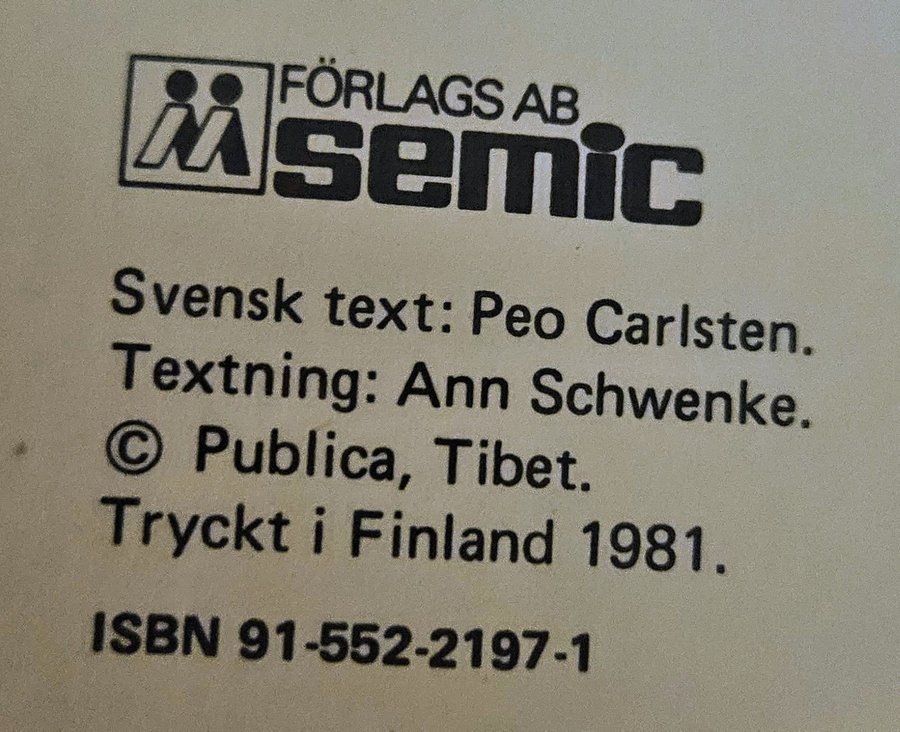 FÖRLAGS AB
semic
Svensk text: Peo Carlsten.
Textning: Ann Schwenke.
© Publica, Tibet.
Tryckt i Finland 1981.
ISBN 91-552-2197-1